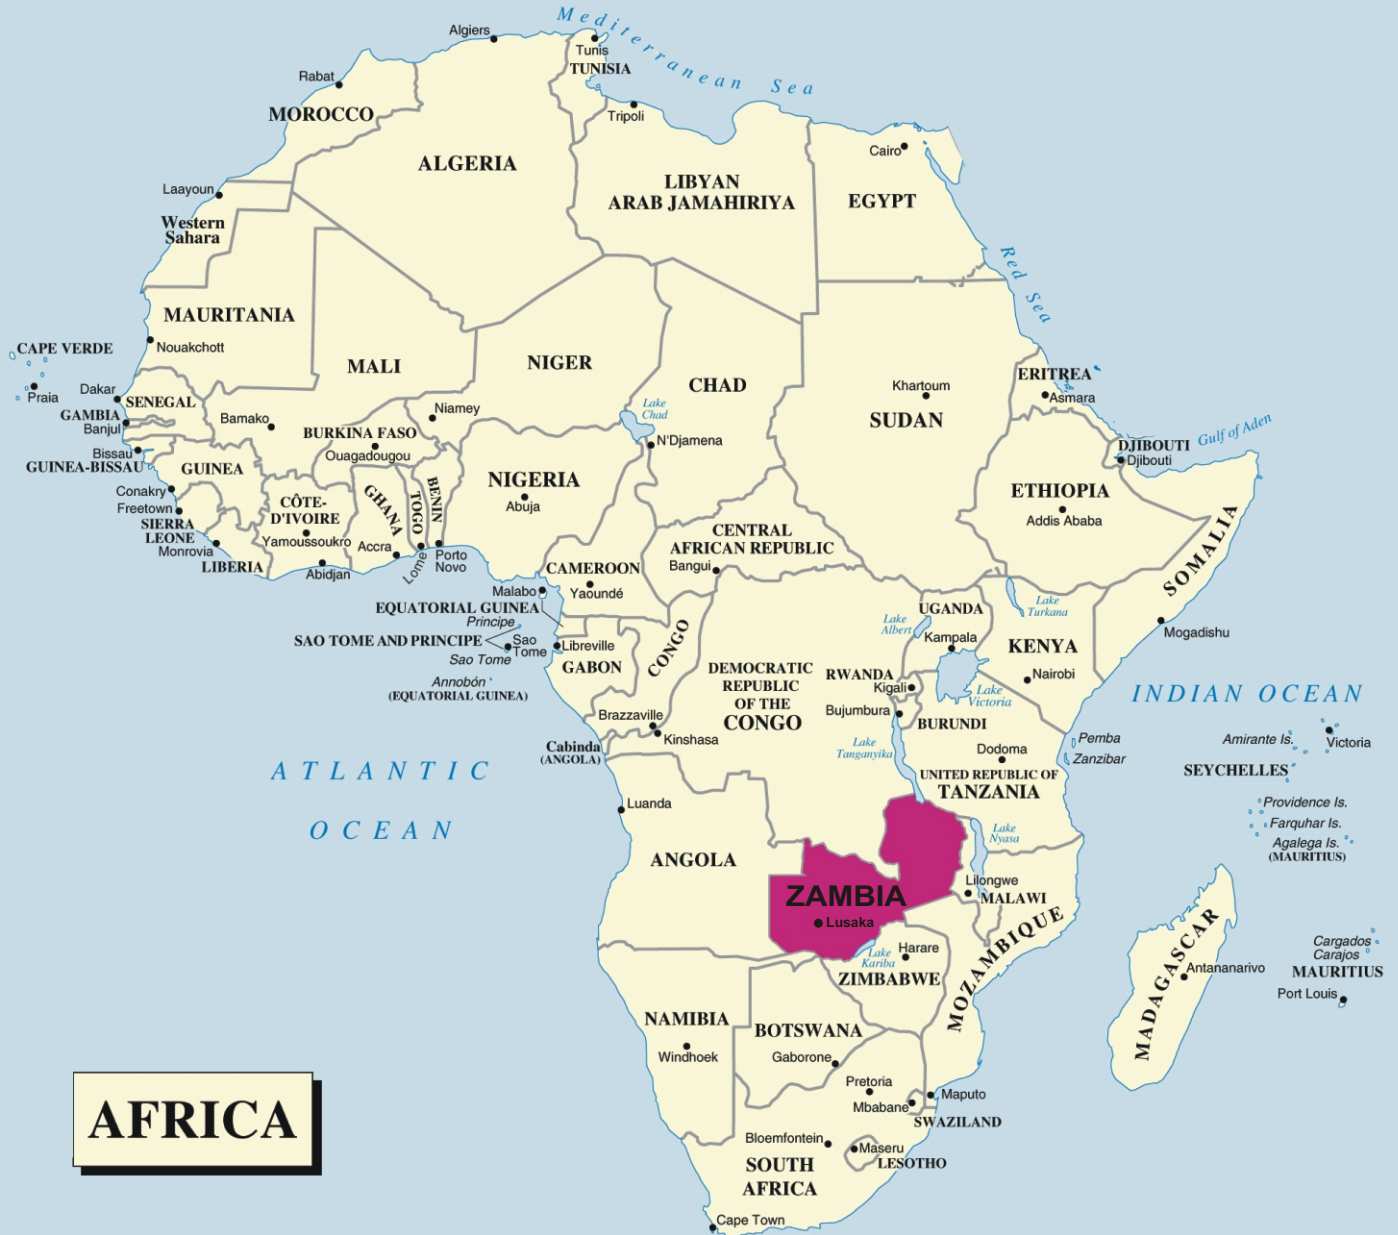 Mediterranean Sea
Algiers
Tunis
TUNISIA
Rabat
MOROCCO
Tripoli
ALGERIA
Cairo
LIBYAN
ARAB JAMAHIRIYA
EGYPT
Laayoun
Western
Sahara
Red Sea
MAURITANIA
Nouakchott
CAPE VERDE
Praia
MALI
NIGER
CHAD
Khartoum
SUDAN
ERITREA
Asmara
Dakar
SENEGAL
GAMBIA
Banjul
Bamako
Niamey
Lake
Chad
N'Djamena
BURKINA FASO
Ouagadougou
Gulf of Aden
DJIBOUTI
Djibouti
Bissau
GUINEA-BISSAU
GUINEA
Conakry
Freetown
SIERRA
LEONE
Monrovia
LIBERIA
CÔTE-
D'IVOIRE
Yamoussoukro
Abidjan
GHANA
Accra
TOGO
Lome
BENIN
Porto
Novo
NIGERIA
Abuja
ETHIOPIA
Addis Ababa
SOMALIA
Mogadishu
CENTRAL
AFRICAN REPUBLIC
Bangui
CAMEROON
Yaoundé
Malabo
EQUATORIAL GUINEA
Principe
SAO TOME AND PRINCIPE
Sao
Tome
Sao Tome
Annobón
(EQUATORIAL GUINEA)
Libreville
GABON
CONGO
Brazzaville
Kinshasa
Cabinda
(ANGOLA)
DEMOCRATIC
REPUBLIC
OF THE
CONGO
UGANDA
Lake
Albert
Kampala
Lake
Turkana
KENYA
Nairobi
RWANDA
Kigali
Lake
Victoria
Bujumbura
BURUNDI
Lake
Tanganyika
Dodoma
UNITED REPUBLIC OF
TANZANIA
Pemba
Zanzibar
INDIAN OCEAN
Amirante Is.
Victoria
SEYCHELLES
Providence Is.
Farquhar Is.
Agalega Is.
(MAURITIUS)
ATLANTIC
OCEAN
Luanda
ANGOLA
ZAMBIA
Lusaka
Lake
Nyasa
Lilongwe
MALAWI
MOZAMBIQUE
Lake
Kariba
Harare
ZIMBABWE
MADAGASCAR
Antananarivo
Cargados
Carajos
MAURITIUS
Port Louis
NAMIBIA
Windhoek
BOTSWANA
Gaborone
Pretoria
Mbabane
Maputo
SWAZILAND
Bloemfontein
Maseru
LESOTHO
SOUTH
AFRICA
Cape Town
AFRICA